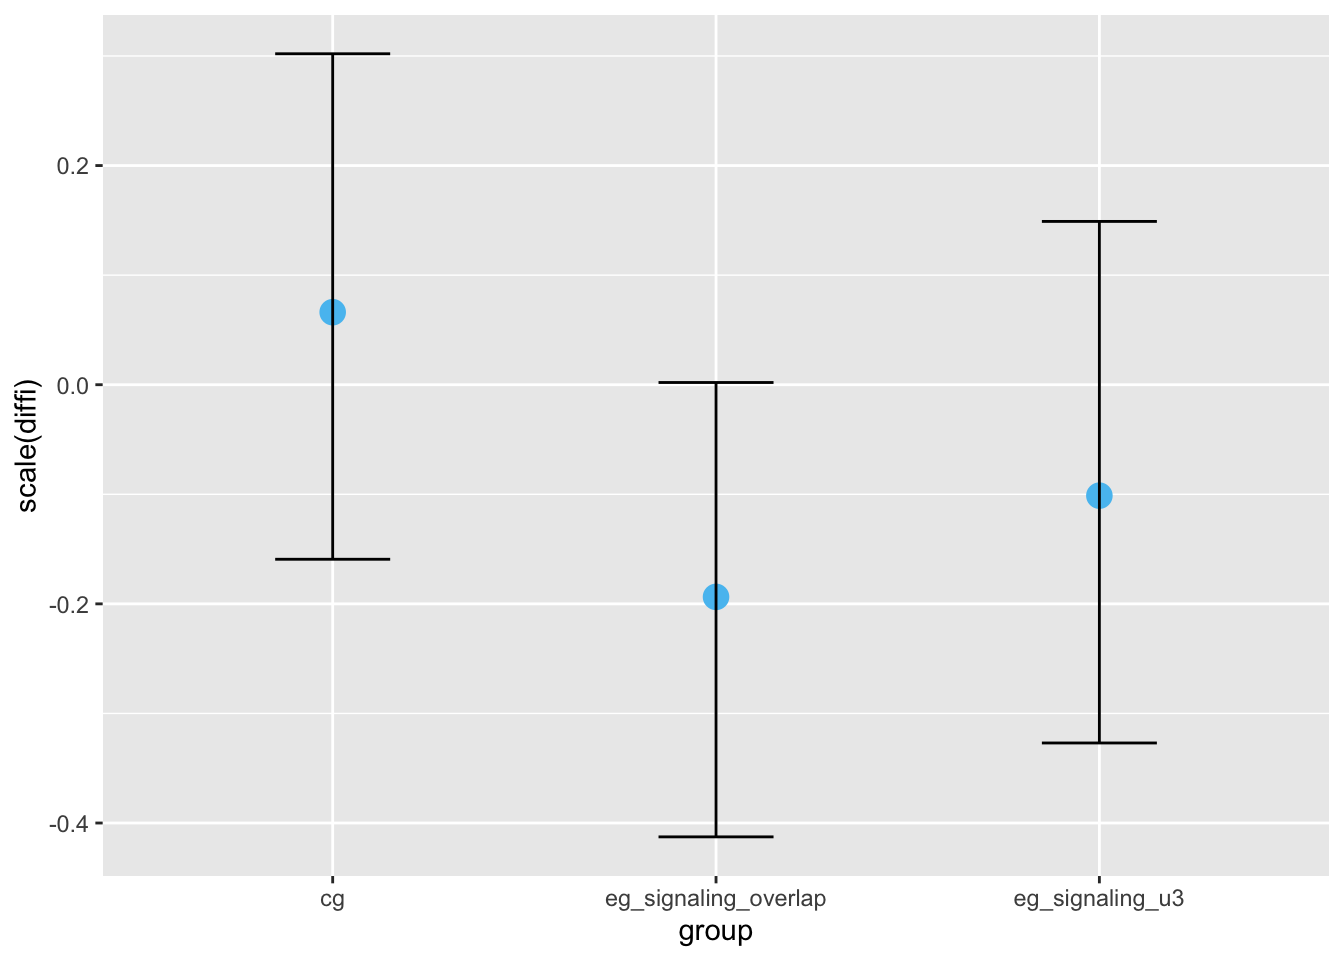 scale(diffi)
0.2
0.0
-0.2
-0.4
cg
eg_signaling_overlap
eg_signaling_u3
group